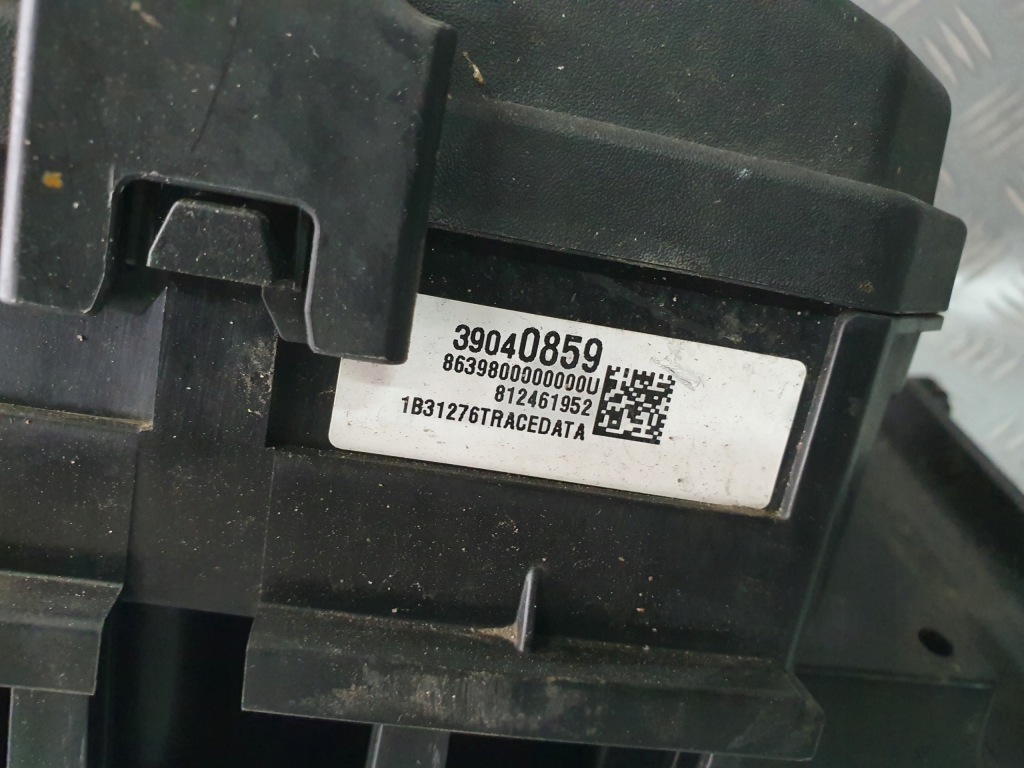 39040859
8639800000000U
812461952
1B31276TRACEDATA